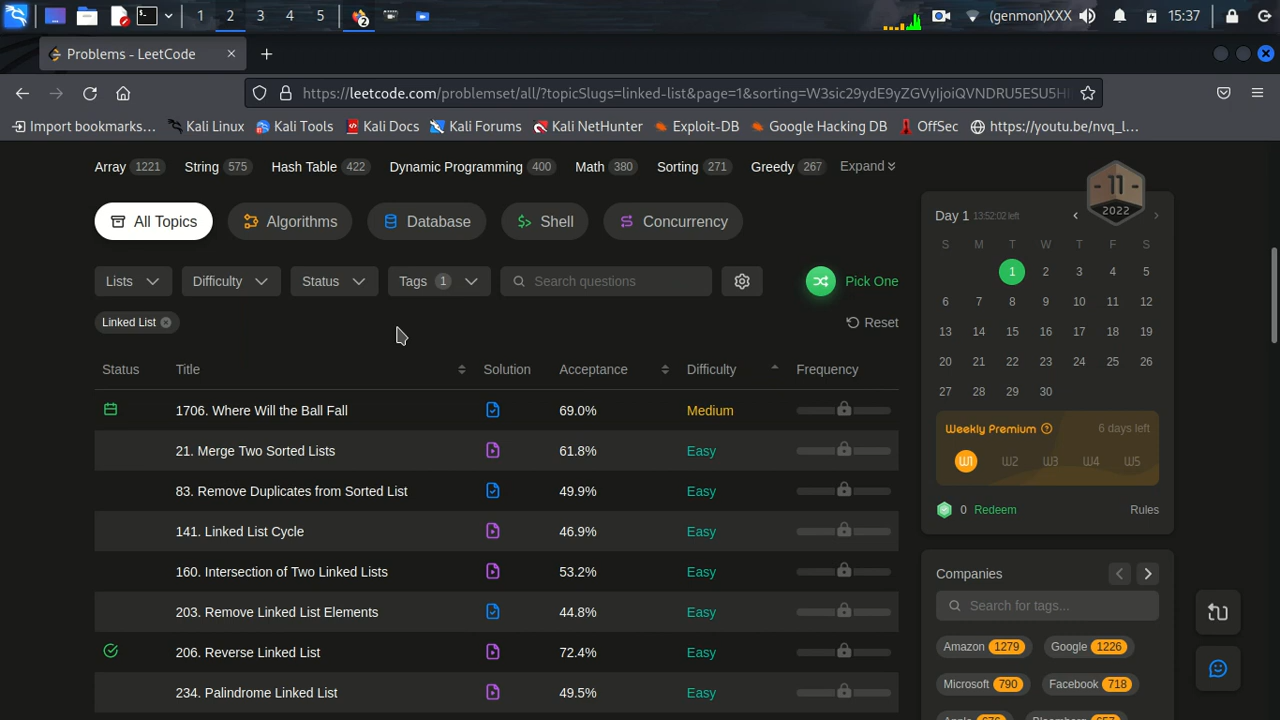 1 2 3 4 5 2 (genmon)XXX 15:37
Problems - LeetCode
https://leetcode.com/problemset/all/?topicSlugs=linked-list&page=1&sorting=W3sic29ydE9yZGVyIjoiQVNDRU5ESU5H
Import bookmarks... Kali Linux Kali Tools Kali Docs Kali Forums Kali NetHunter Exploit-DB Google Hacking DB OffSec https://youtu.be/nvq_l...
Array 1221 String 575 Hash Table 422 Dynamic Programming 400 Math 380 Sorting 271 Greedy 267 Expand
All Topics Algorithms Database Shell Concurrency
Lists Difficulty Status Tags 1 Search questions Pick One
Linked List Reset
Status Title Solution Acceptance Difficulty Frequency
1706. Where Will the Ball Fall 69.0% Medium
21. Merge Two Sorted Lists 61.8% Easy
83. Remove Duplicates from Sorted List 49.9% Easy
141. Linked List Cycle 46.9% Easy
160. Intersection of Two Linked Lists 53.2% Easy
203. Remove Linked List Elements 44.8% Easy
206. Reverse Linked List 72.4% Easy
234. Palindrome Linked List 49.5% Easy
11
2022
Day 1 13:52:02 left
S M T W T F S
1 2 3 4 5
6 7 8 9 10 11 12
13 14 15 16 17 18 19
20 21 22 23 24 25 26
27 28 29 30
Weekly Premium 6 days left
W1 W2 W3 W4 W5
0 Redeem Rules
Companies
Search for tags...
Amazon 1279 Google 1226
Microsoft 790 Facebook 718